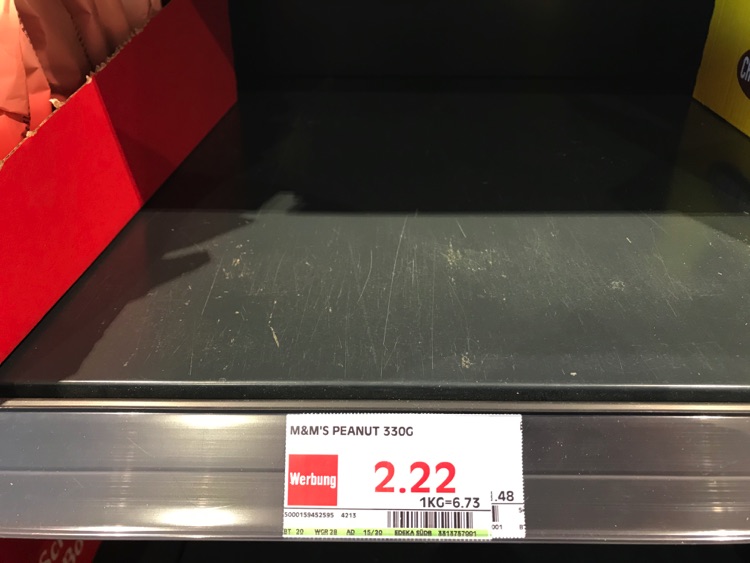 M&M'S PEANUT 330G
Werbung
2.22
1KG=6.73
.48
5000159452595 4213
001
BT 20 WGR 28 AD 15/20 EDEKA SÜDB 8813757001